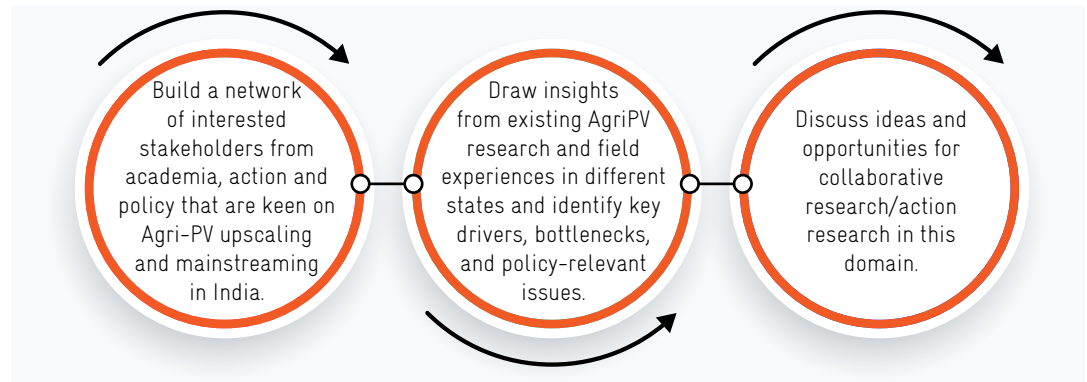 Build a network
of interested
stakeholders from
academia, action and
policy that are keen on
Agri-PV upscaling
and mainstreaming
in India.
Draw insights
from existing AgriPV
research and field
experiences in different
states and identify key
drivers, bottlenecks,
and policy-relevant
issues.
Discuss ideas and
opportunities for
collaborative
research/action
research in this
domain.